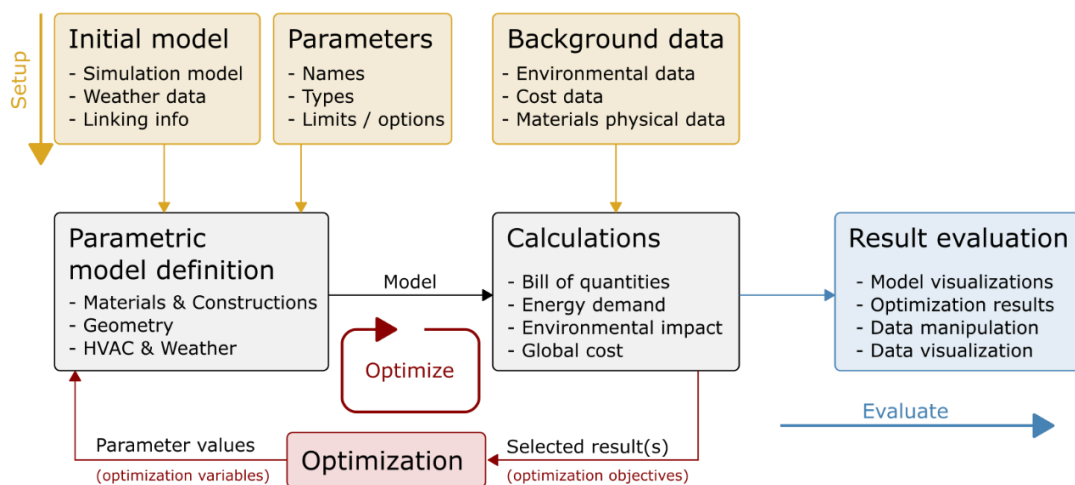 Setup
Initial model
- Simulation model
- Weather data
- Linking info
Parameters
- Names
- Types
- Limits / options
Background data
- Environmental data
- Cost data
- Materials physical data
Parametric
model definition
- Materials & Constructions
- Geometry
- HVAC & Weather
Model
Optimize
Calculations
- Bill of quantities
- Energy demand
- Environmental impact
- Global cost
Result evaluation
- Model visualizations
- Optimization results
- Data manipulation
- Data visualization
Evaluate
Parameter values
(optimization variables)
Optimization
Selected result(s)
(optimization objectives)